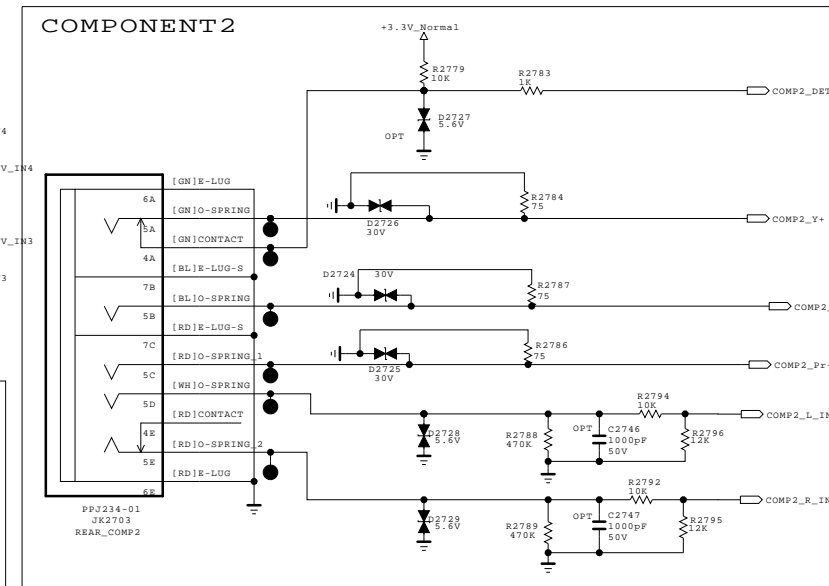 COMPONENT2
+3.3V_Normal
R2779
10K
R2783
1K
COMP2_DET
D2727
5.6V
OPT
V_IN4
[GN]E-LUG
6A
R2784
75
[GN]O-SPRING
5A
D2726
30V
COMP2_Y+
V_IN3
[GN]CONTACT
4A
[BL]E-LUG-S
7B
D2724
30V
R2787
75
[BL]O-SPRING
5B
COMP2_
[RD]E-LUG-S
7C
R2786
75
[RD]O-SPRING_1
5C
D2725
30V
COMP2_Pr+
[WH]O-SPRING
5D
R2794
10K
COMP2_L_IN
[RD]CONTACT
4E
D2728
5.6V
R2788
470K
OPT
C2746
1000pF
50V
R2796
12K
[RD]O-SPRING_2
5E
[RD]E-LUG
6E
R2792
10K
COMP2_R_IN
PPJ234-01
JK2703
REAR_COMP2
D2729
5.6V
R2789
470K
OPT
C2747
1000pF
50V
R2795
12K